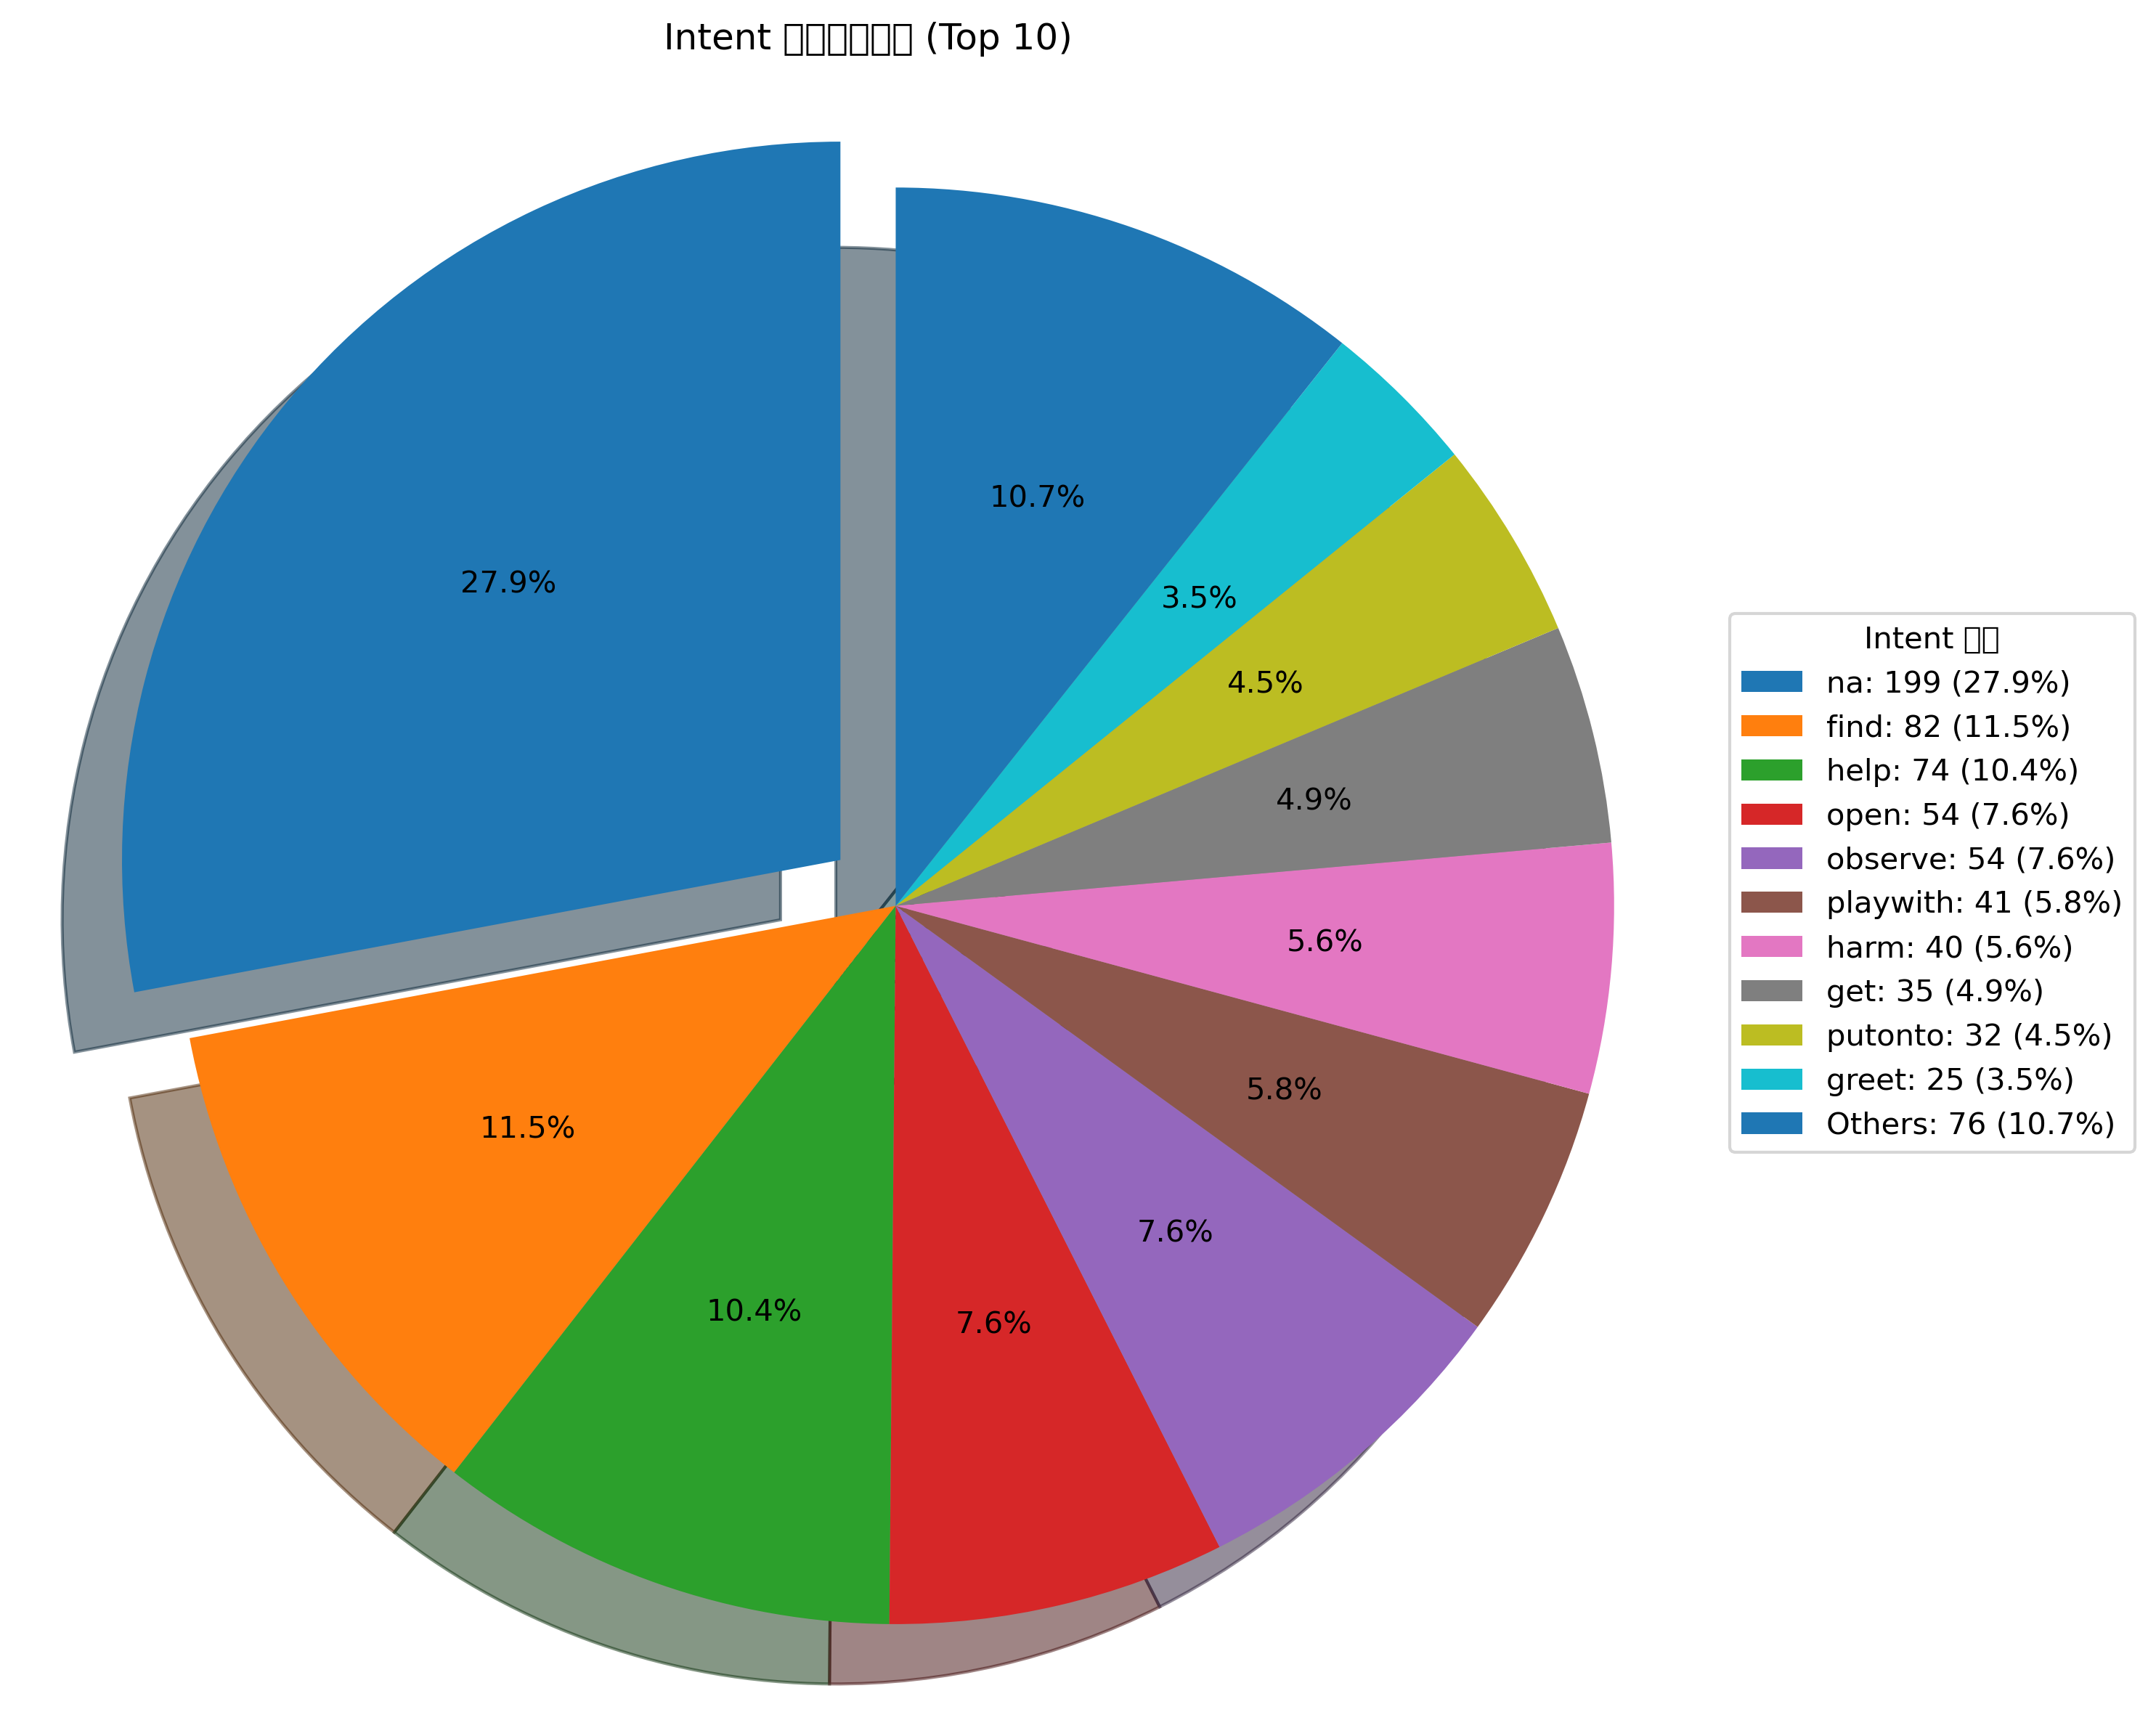 Intent (Top 10)
10.7%
27.9%
3.5%
4.5%
4.9%
5.6%
5.8%
11.5%
7.6%
10.4%
7.6%
Intent
na: 199 (27.9%)
find: 82 (11.5%)
help: 74 (10.4%)
open: 54 (7.6%)
observe: 54 (7.6%)
playwith: 41 (5.8%)
harm: 40 (5.6%)
get: 35 (4.9%)
putonto: 32 (4.5%)
greet: 25 (3.5%)
Others: 76 (10.7%)